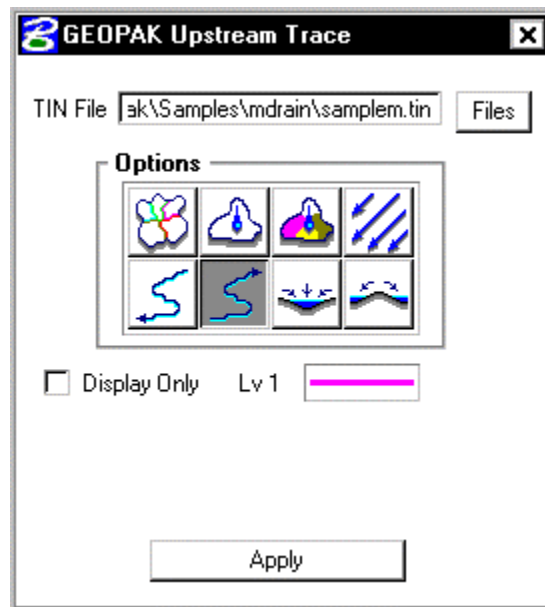 GEOPAK Upstream Trace
TIN File ak\Samples\mdrain\samplem.tin Files
Options
Display Only Lv 1
Apply